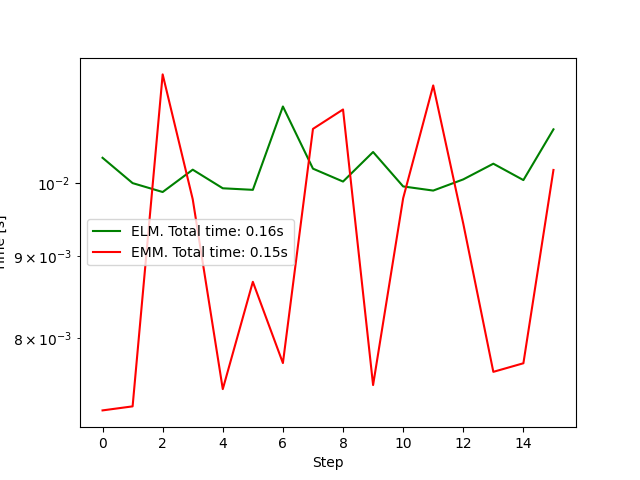 10⁻²
9 × 10⁻³
8 × 10⁻³
ELM. Total time: 0.16s
EMM. Total time: 0.15s
0 2 4 6 8 10 12 14
Step